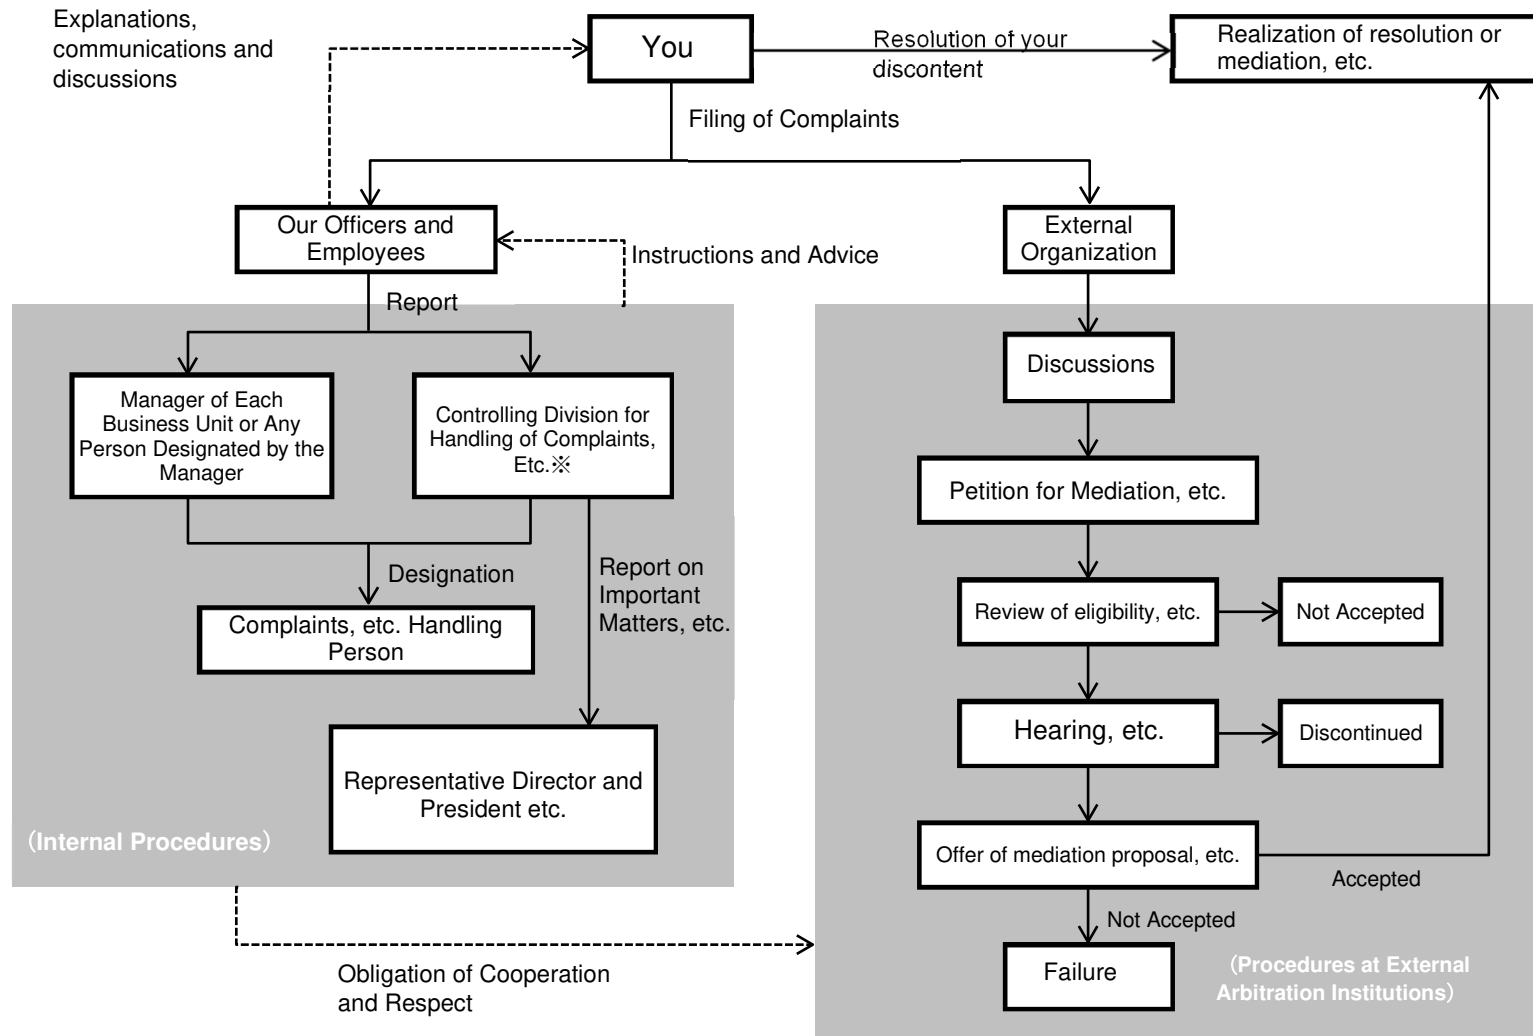 Explanations,
communications and
discussions
You
Resolution of your
discontent
Realization of resolution or
mediation, etc.
Filing of Complaints
Our Officers and
Employees
External
Organization
Instructions and Advice
Report
Discussions
Manager of Each
Business Unit or Any
Person Designated by the
Manager
Controlling Division for
Handling of Complaints,
Etc.※
Petition for Mediation, etc.
Designation
Report on
Important
Matters, etc.
Review of eligibility, etc.
Not Accepted
Complaints, etc. Handling
Person
Hearing, etc.
Discontinued
Representative Director and
President etc.
(Internal Procedures)
Offer of mediation proposal, etc.
Accepted
Not Accepted
Obligation of Cooperation
and Respect
Failure
(Procedures at External
Arbitration Institutions)